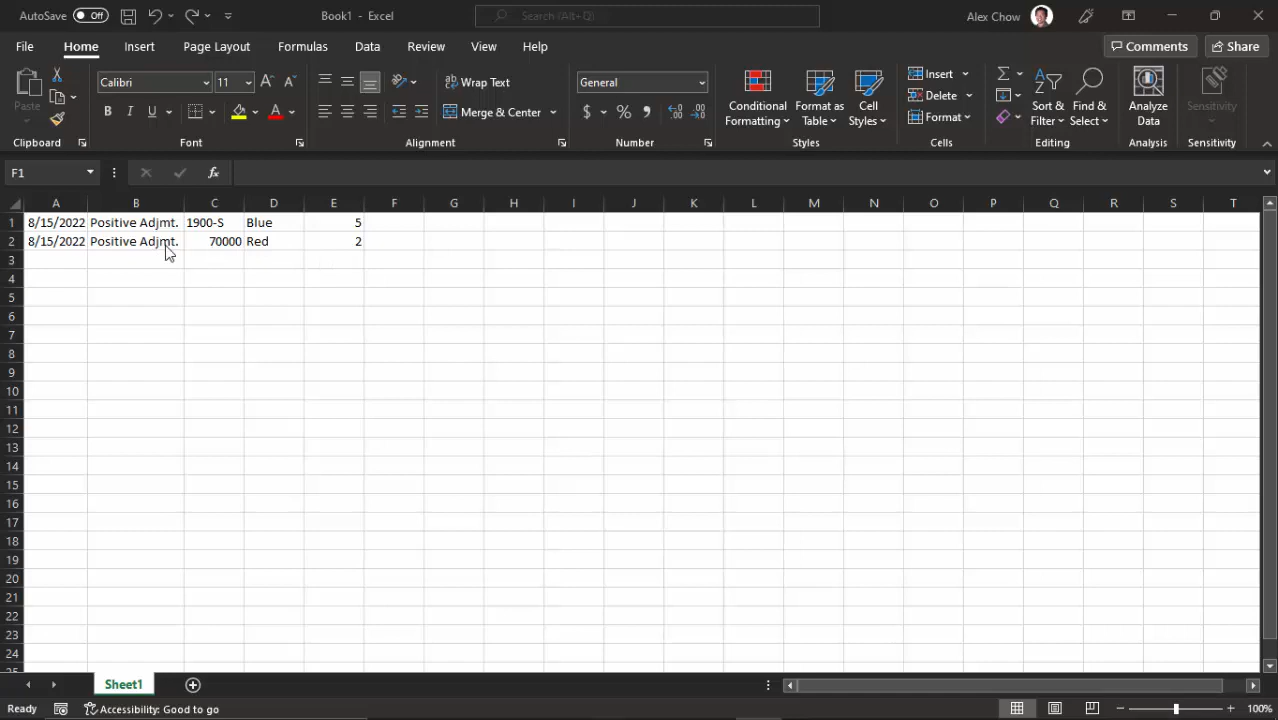 AutoSave Off Book1 - Excel Search (Alt+Q) Alex Chow
File Home Insert Page Layout Formulas Data Review View Help Comments Share
Paste Calibri 11 B I U A Wrap Text Merge & Center General $ % , Conditional Formatting Format as Table Cell Styles Insert Delete Format Sort & Filter Find & Select Analyze Data Sensitivity
Clipboard Font Alignment Number Styles Cells Editing Analysis Sensitivity
F1 fx
A B C D E F G H I J K L M N O P Q R S T
1 8/15/2022 Positive Adjmt. 1900-S Blue 5
2 8/15/2022 Positive Adjmt. 70000 Red 2
3
4
5
6
7
8
9
10
11
12
13
14
15
16
17
18
19
20
21
22
23
24
25
Sheet1
Ready Accessibility: Good to go 100%